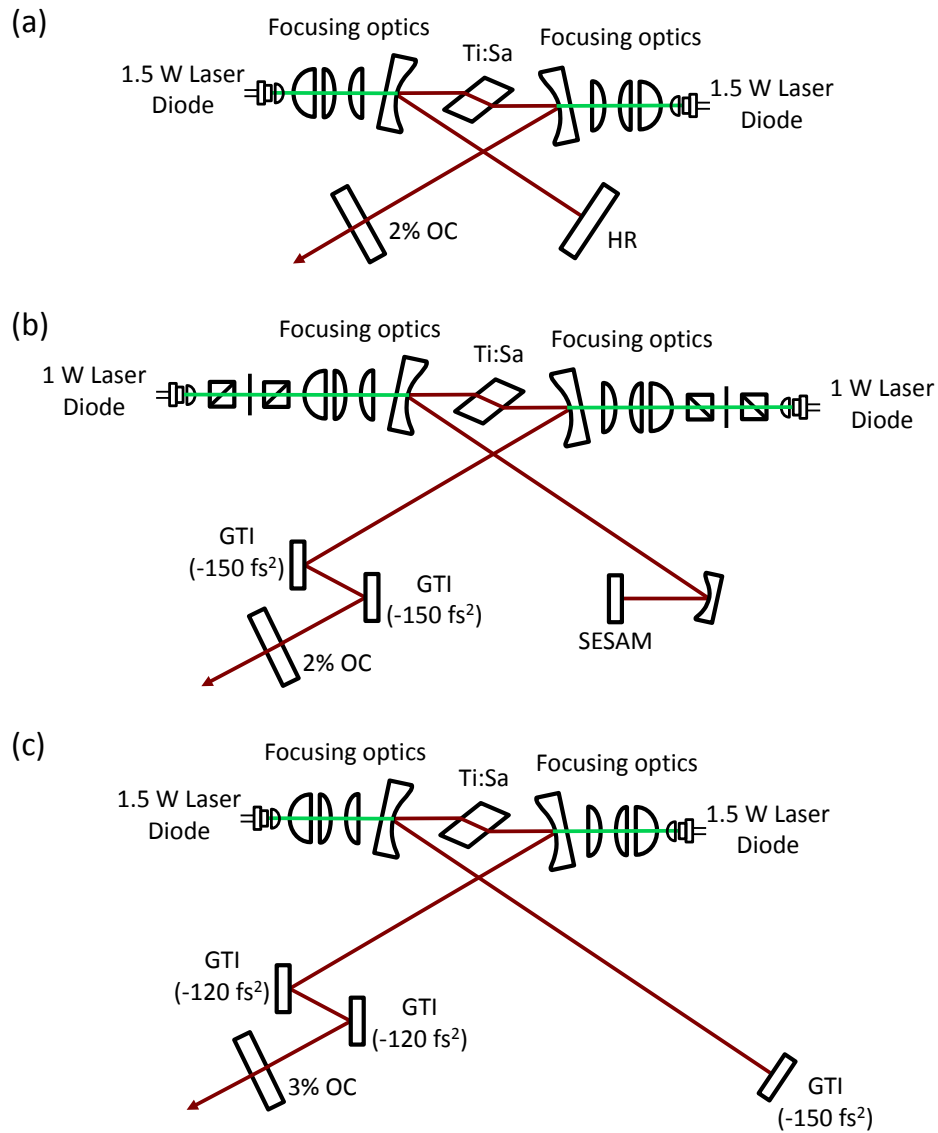 (a)
Focusing optics
Ti:Sa
Focusing optics
1.5 W Laser
Diode
1.5 W Laser
Diode
2% OC
HR
(b)
Focusing optics
Ti:Sa
Focusing optics
1 W Laser
Diode
1 W Laser
Diode
GTI
(-150 fs²)
GTI
(-150 fs²)
SESAM
2% OC
(c)
Focusing optics
Ti:Sa
Focusing optics
1.5 W Laser
Diode
1.5 W Laser
Diode
GTI
(-120 fs²)
GTI
(-120 fs²)
3% OC
GTI
(-150 fs²)